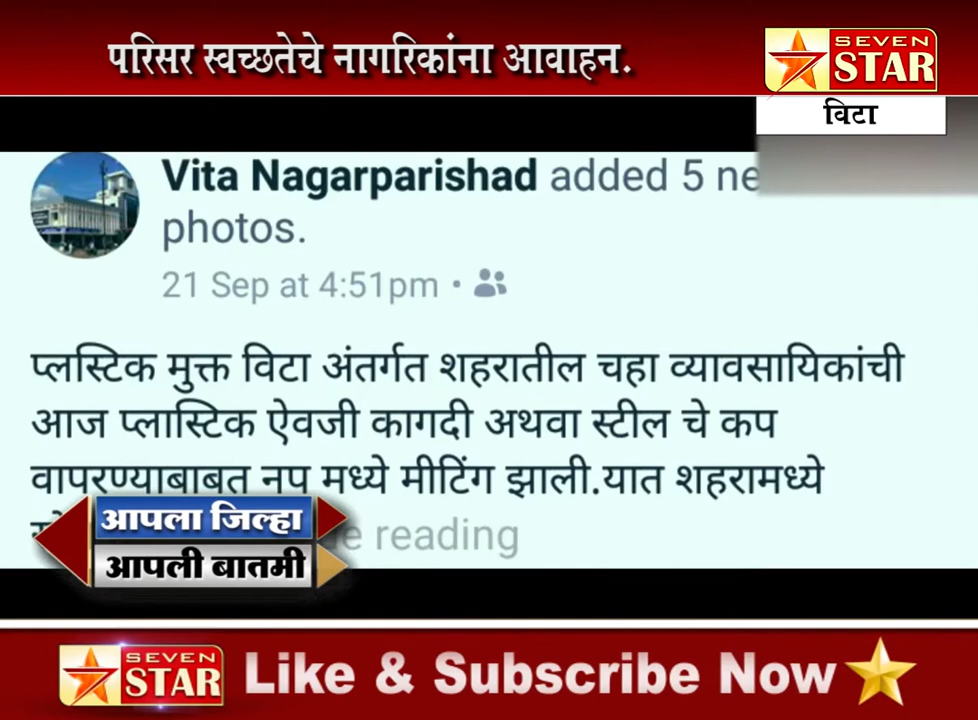 परिसर स्वच्छतेचे नागरिकांना आवाहन.
SEVEN
STAR
विटा
Vita Nagarparishad added 5
photos.
21 Sep at 4:51pm
प्लस्टिक मुक्त विटा अंतर्गत शहरातील चहा व्यावसायिकांची
आज प्लास्टिक ऐवजी कागदी अथवा स्टील चे कप
वापरण्याबाबत नप मध्ये मीटिंग झाली.यात शहरामध्ये
reading
आपला जिल्हा
आपली बातमी
SEVEN
STAR
Like & Subscribe Now